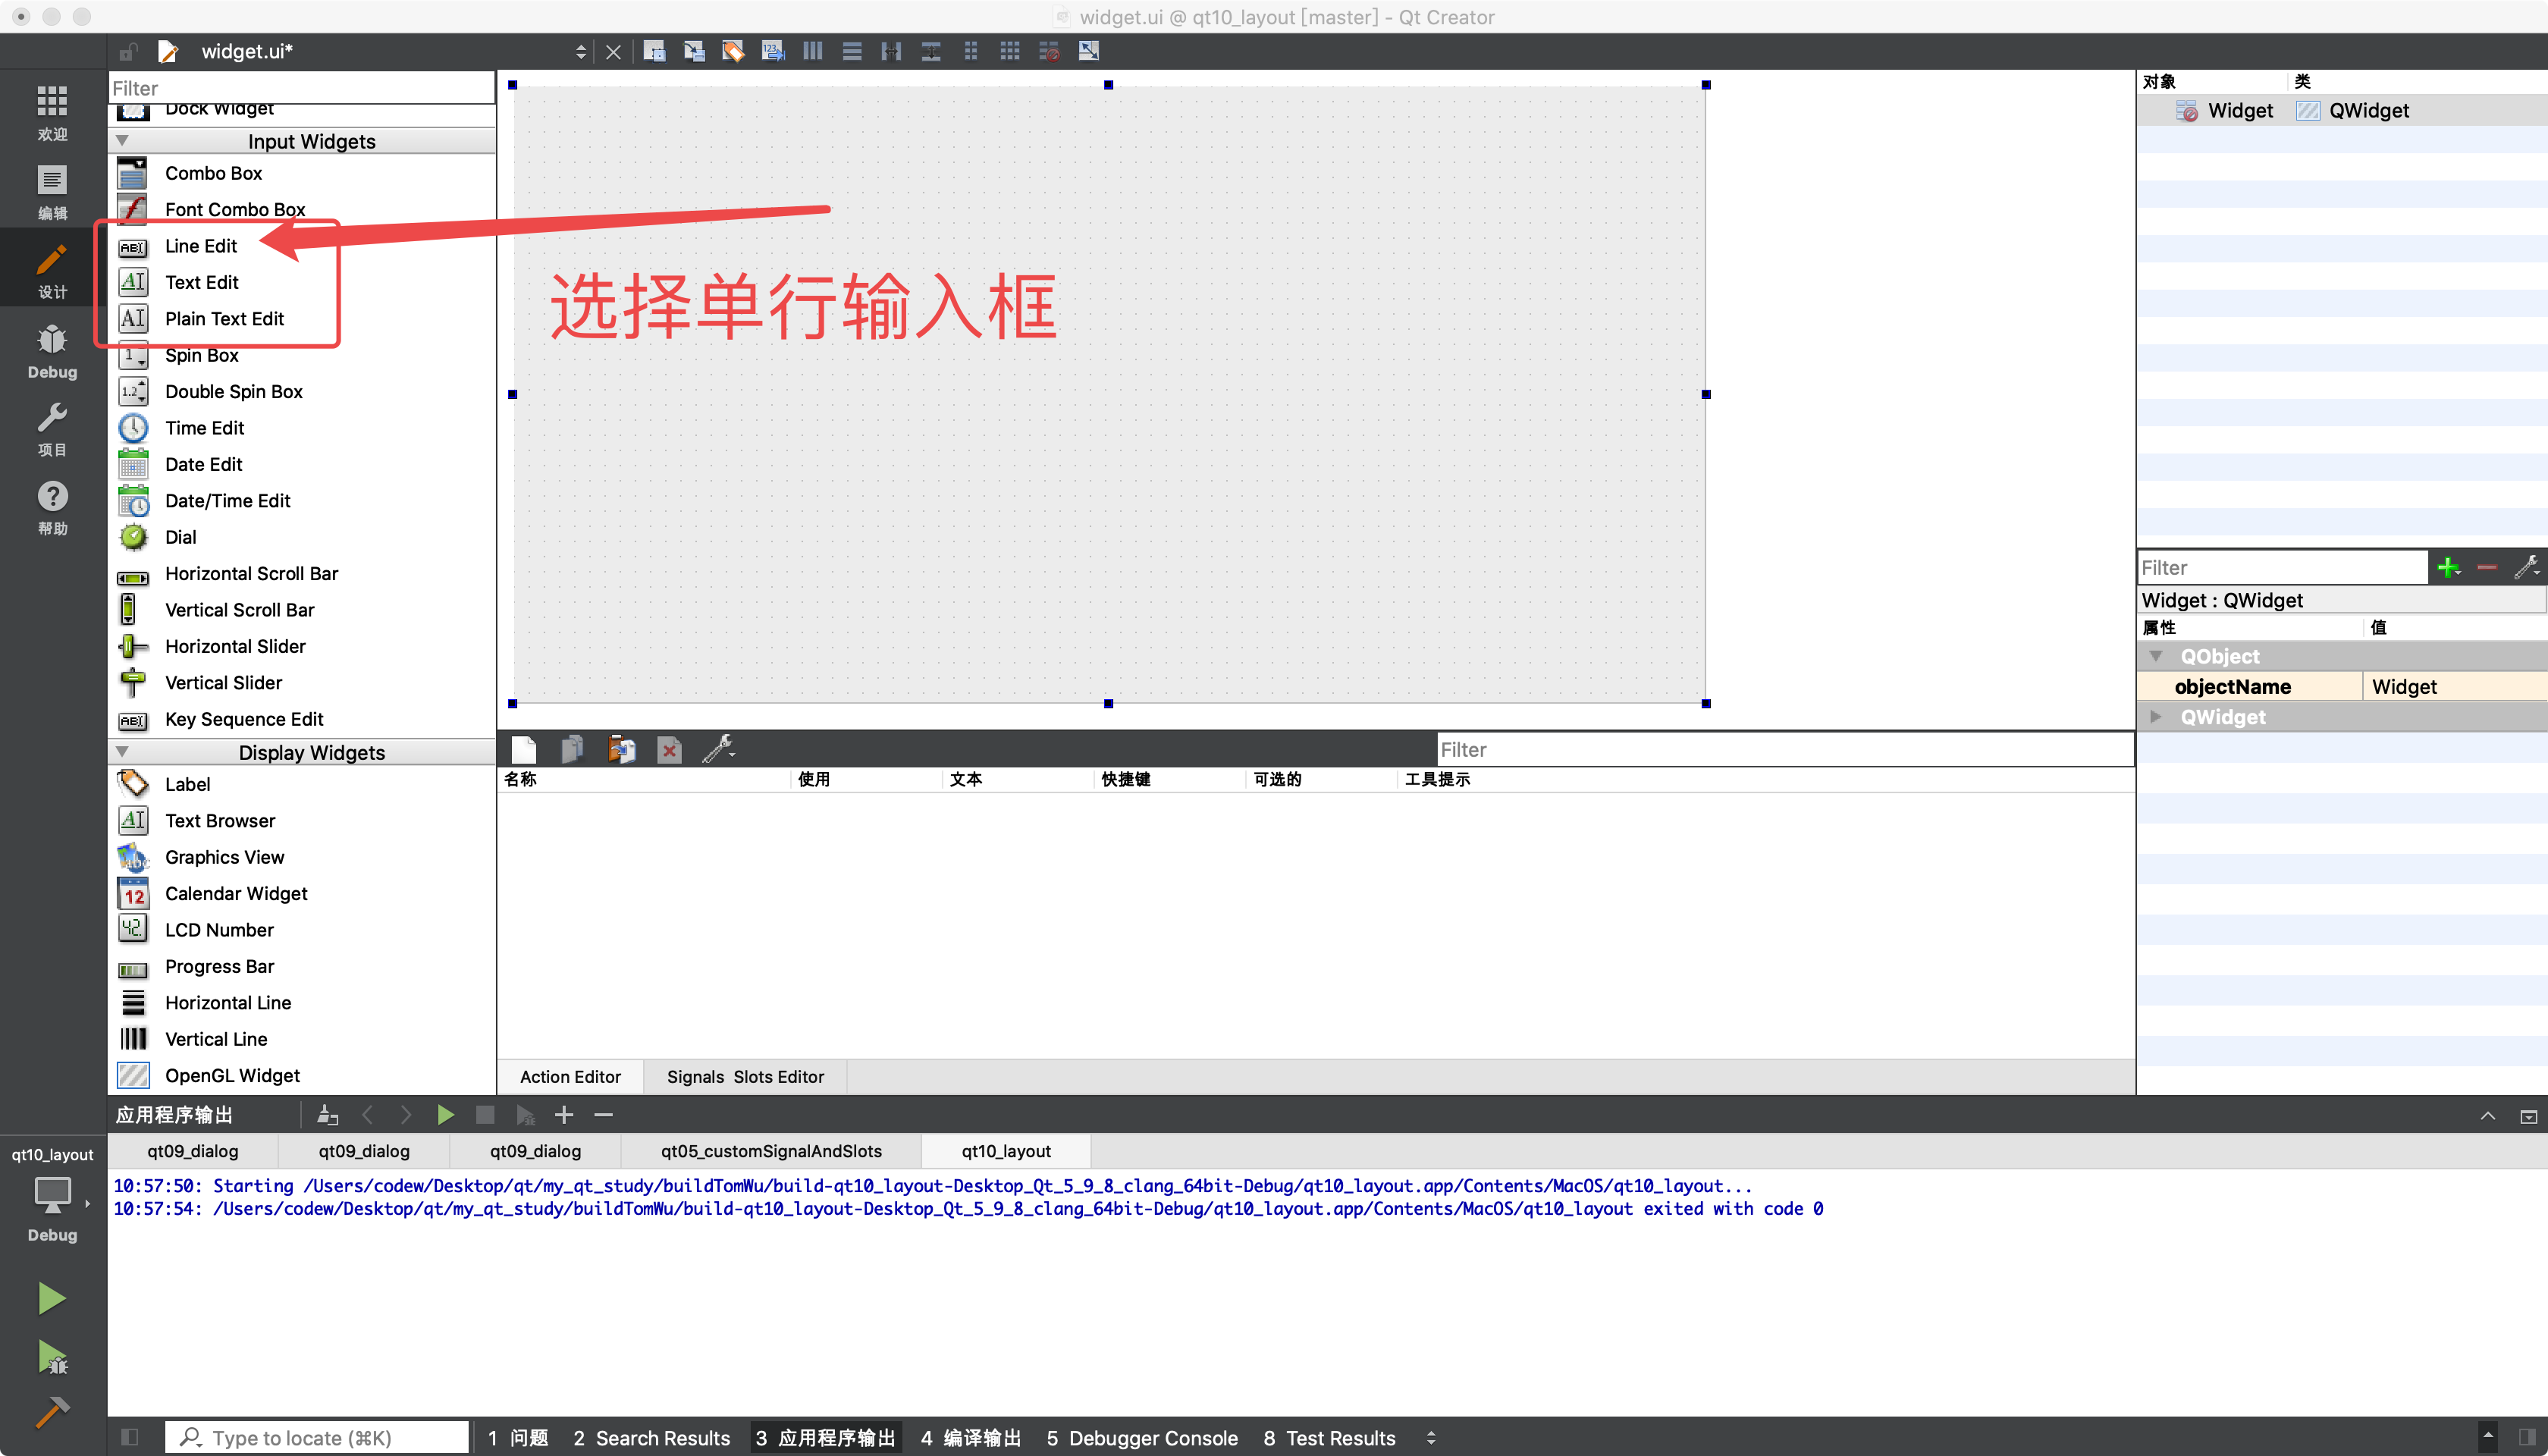 widget.ui @ qt10_layout [master] - Qt Creator
widget.ui*
Filter
Dock Widget
Input Widgets
Combo Box
Font Combo Box
Line Edit
Text Edit
Plain Text Edit
Spin Box
Double Spin Box
Time Edit
Date Edit
Date/Time Edit
Dial
Horizontal Scroll Bar
Vertical Scroll Bar
Horizontal Slider
Vertical Slider
Key Sequence Edit
Display Widgets
Label
Text Browser
Graphics View
Calendar Widget
LCD Number
Progress Bar
Horizontal Line
Vertical Line
OpenGL Widget
欢迎
编辑
设计
Debug
项目
帮助
选择单行输入框
对象 类
Widget QWidget
Filter
Widget : QWidget
属性 值
QObject
objectName Widget
QWidget
Filter
名称 使用 文本 快捷键 可选的 工具提示
Action Editor Signals Slots Editor
应用程序输出
qt09_dialog qt09_dialog qt09_dialog qt05_customSignalAndSlots qt10_layout
10:57:50: Starting /Users/codew/Desktop/qt/my_qt_study/buildTomWu/build-qt10_layout-Desktop_Qt_5_9_8_clang_64bit-Debug/qt10_layout.app/Contents/MacOS/qt10_layout...
10:57:54: /Users/codew/Desktop/qt/my_qt_study/buildTomWu/build-qt10_layout-Desktop_Qt_5_9_8_clang_64bit-Debug/qt10_layout.app/Contents/MacOS/qt10_layout exited with code 0
qt10_layout
Debug
Type to locate (⌘K) 1 问题 2 Search Results 3 应用程序输出 4 编译输出 5 Debugger Console 8 Test Results